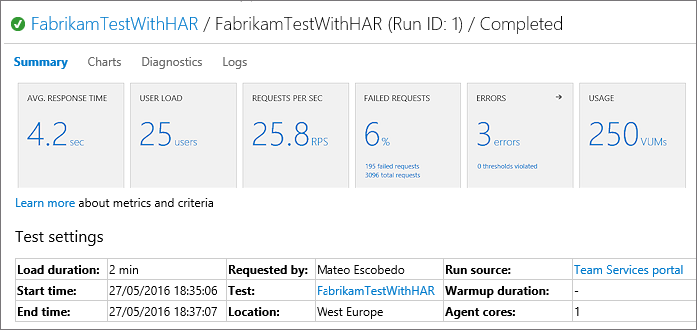 FabrikamTestWithHAR / FabrikamTestWithHAR (Run ID: 1) / Completed
Summary Charts Diagnostics Logs
AVG. RESPONSE TIME
4.2 sec
USER LOAD
25 users
REQUESTS PER SEC
25.8 RPS
FAILED REQUESTS
6%
195 failed requests
3096 total requests
ERRORS →
3 errors
0 thresholds violated
USAGE
250 VUMs
Learn more about metrics and criteria
Test settings
Load duration: 2 min Requested by: Mateo Escobedo Run source: Team Services portal
Start time: 27/05/2016 18:35:06 Test: FabrikamTestWithHAR Warmup duration: -
End time: 27/05/2016 18:37:07 Location: West Europe Agent cores: 1